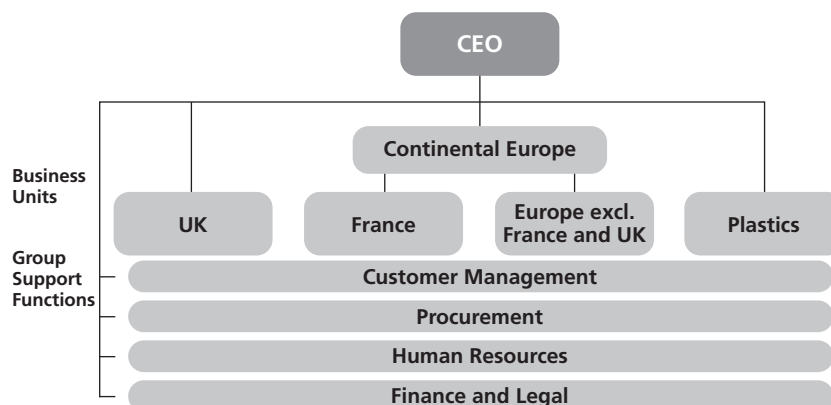 CEO
Continental Europe
Business
Units
UK
France
Europe excl.
France and UK
Plastics
Group
Support
Functions
Customer Management
Procurement
Human Resources
Finance and Legal